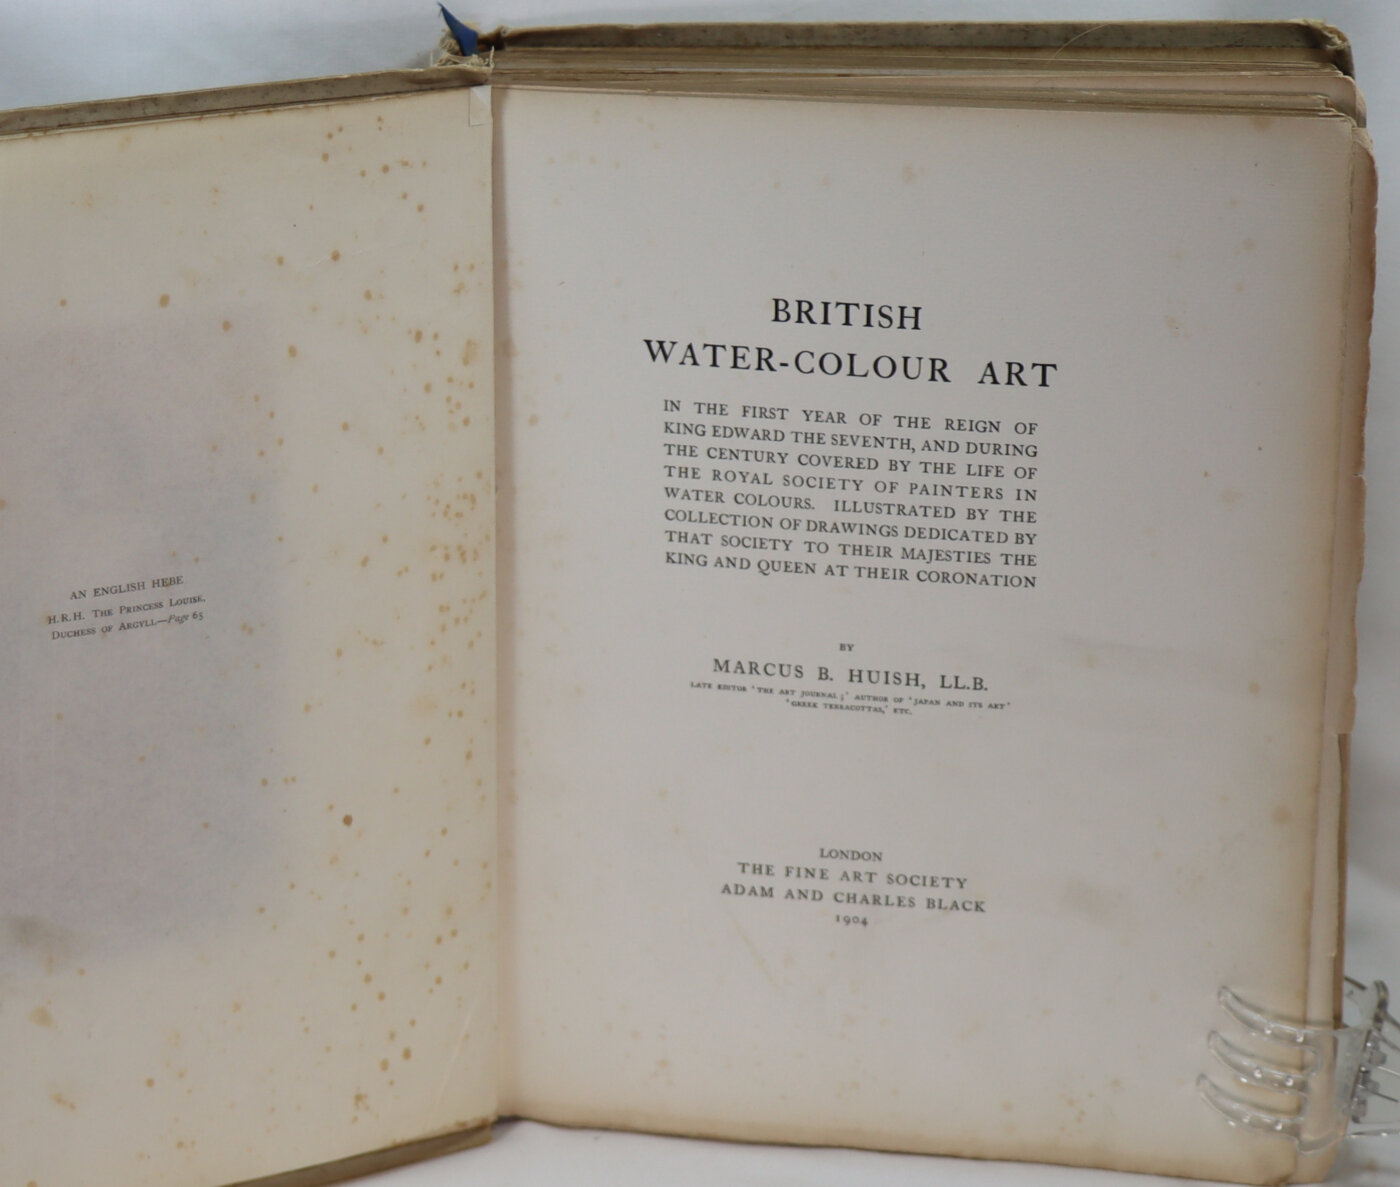 AN ENGLISH HEBE
H.R.H. THE PRINCESS LOUISE,
DUCHESS OF ARGYLL—Page 65
BRITISH
WATER-COLOUR ART
IN THE FIRST YEAR OF THE REIGN OF
KING EDWARD THE SEVENTH, AND DURING
THE CENTURY COVERED BY THE LIFE OF
THE ROYAL SOCIETY OF PAINTERS IN
WATER COLOURS. ILLUSTRATED BY THE
COLLECTION OF DRAWINGS DEDICATED BY
THAT SOCIETY TO THEIR MAJESTIES THE
KING AND QUEEN AT THEIR CORONATION
BY
MARCUS B. HUISH, LL.B.
LATE EDITOR 'THE ART JOURNAL;' AUTHOR OF 'JAPAN AND ITS ART'
'GREEK TERRACOTTAS,' ETC.
LONDON
THE FINE ART SOCIETY
ADAM AND CHARLES BLACK
1904